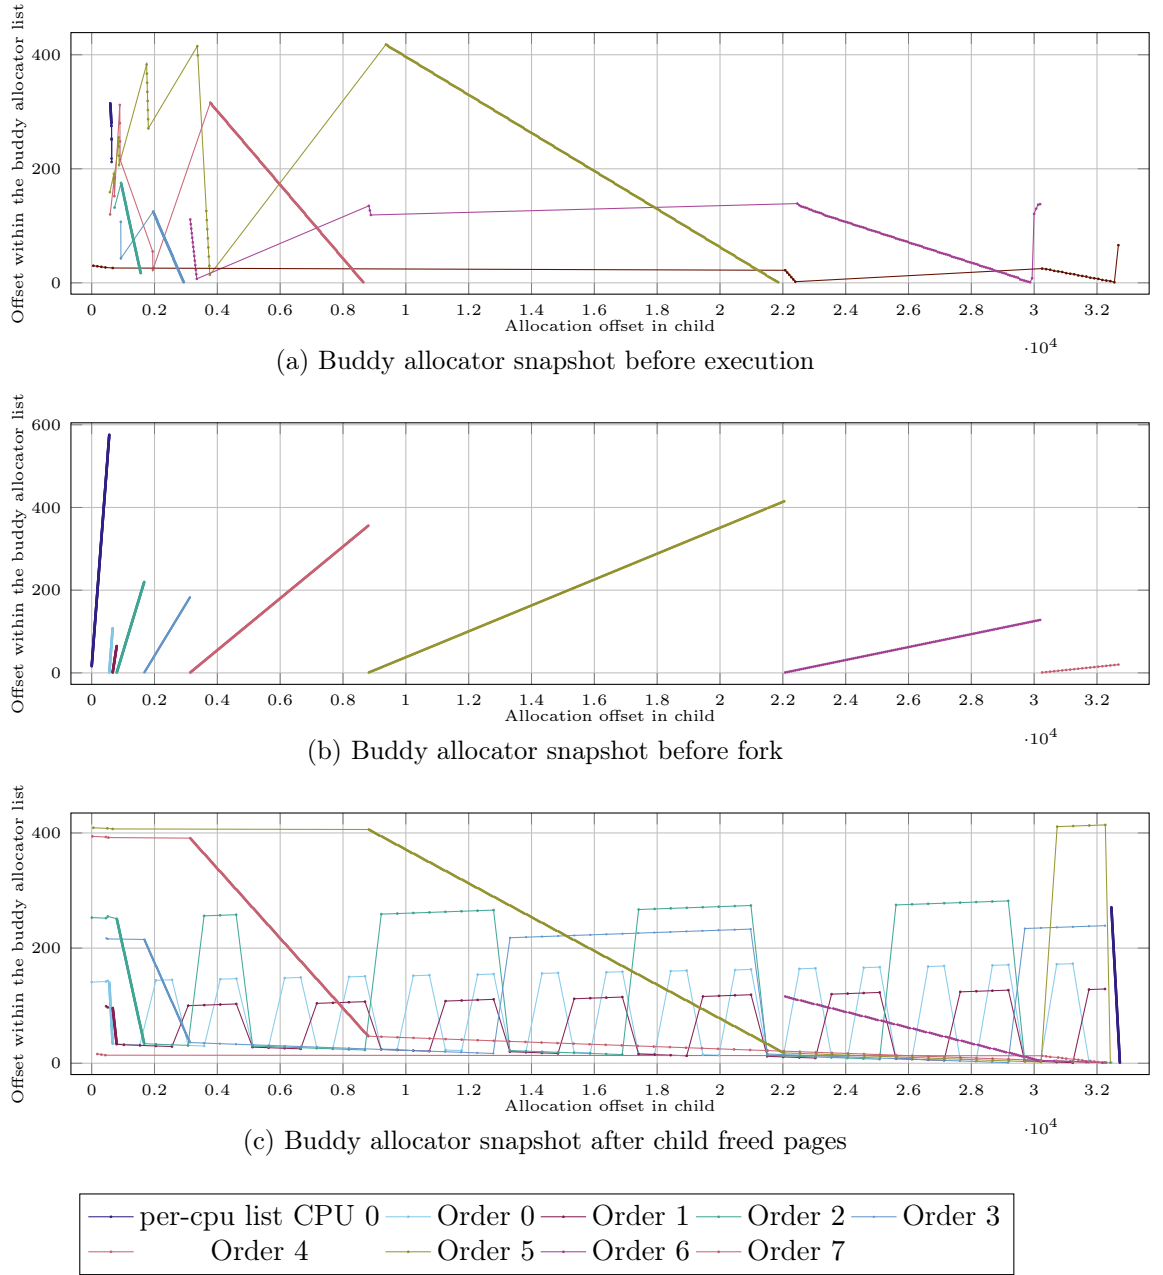 Offset within the buddy allocator list
400
200
0
0 0.2 0.4 0.6 0.8 1 1.2 1.4 1.6 1.8 2 2.2 2.4 2.6 2.8 3 3.2
Allocation offset in child
·10⁴
(a) Buddy allocator snapshot before execution
Offset within the buddy allocator list
600
400
200
0
0 0.2 0.4 0.6 0.8 1 1.2 1.4 1.6 1.8 2 2.2 2.4 2.6 2.8 3 3.2
Allocation offset in child
·10⁴
(b) Buddy allocator snapshot before fork
Offset within the buddy allocator list
400
200
0
0 0.2 0.4 0.6 0.8 1 1.2 1.4 1.6 1.8 2 2.2 2.4 2.6 2.8 3 3.2
Allocation offset in child
·10⁴
(c) Buddy allocator snapshot after child freed pages
per-cpu list CPU 0 Order 0 Order 1 Order 2 Order 3
Order 4 Order 5 Order 6 Order 7